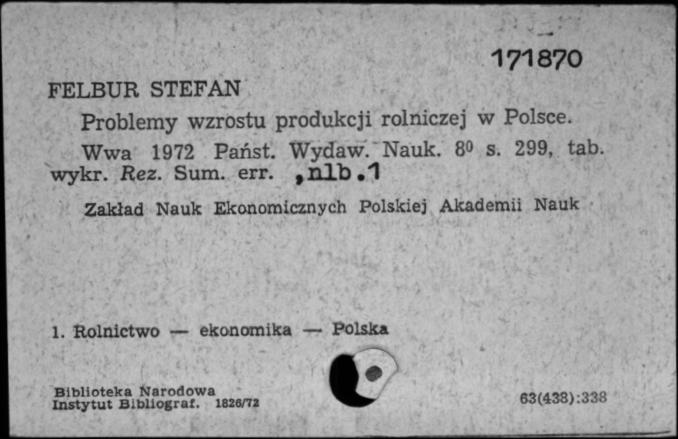 171870
FELBUR STEFAN
Problemy wzrostu produkcji rolniczej w Polsce.
Wwa 1972 Państ. Wydaw. Nauk. 8⁰ s. 299, tab.
wykr. Rez. Sum. err. ,nlb.1
Zakład Nauk Ekonomicznych Polskiej Akademii Nauk
1. Rolnictwo — ekonomika — Polska
Biblioteka Narodowa
Instytut Bibliograf. 1826/72
63(438):338